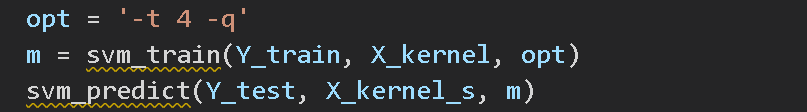 opt = '-t 4 -q'
m = svm_train(Y_train, X_kernel, opt)
svm_predict(Y_test, X_kernel_s, m)